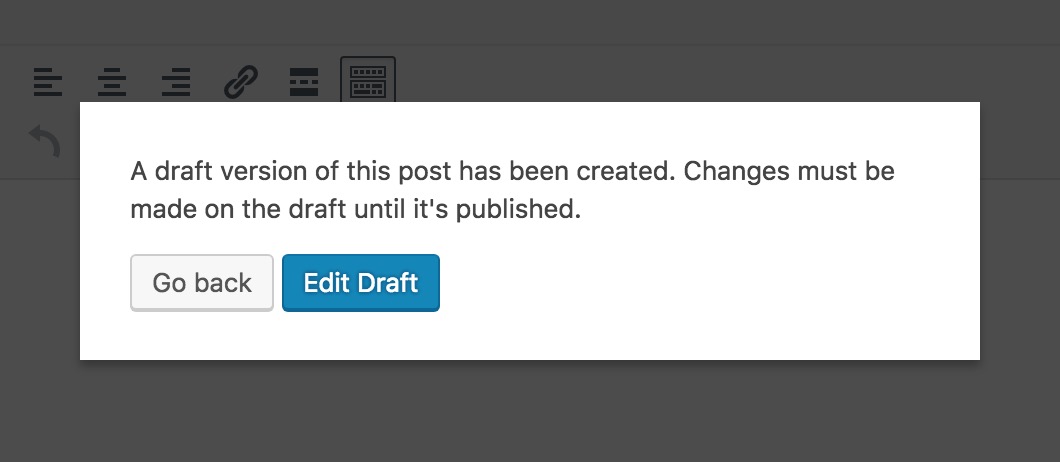 A draft version of this post has been created. Changes must be
made on the draft until it's published.
Go back
Edit Draft